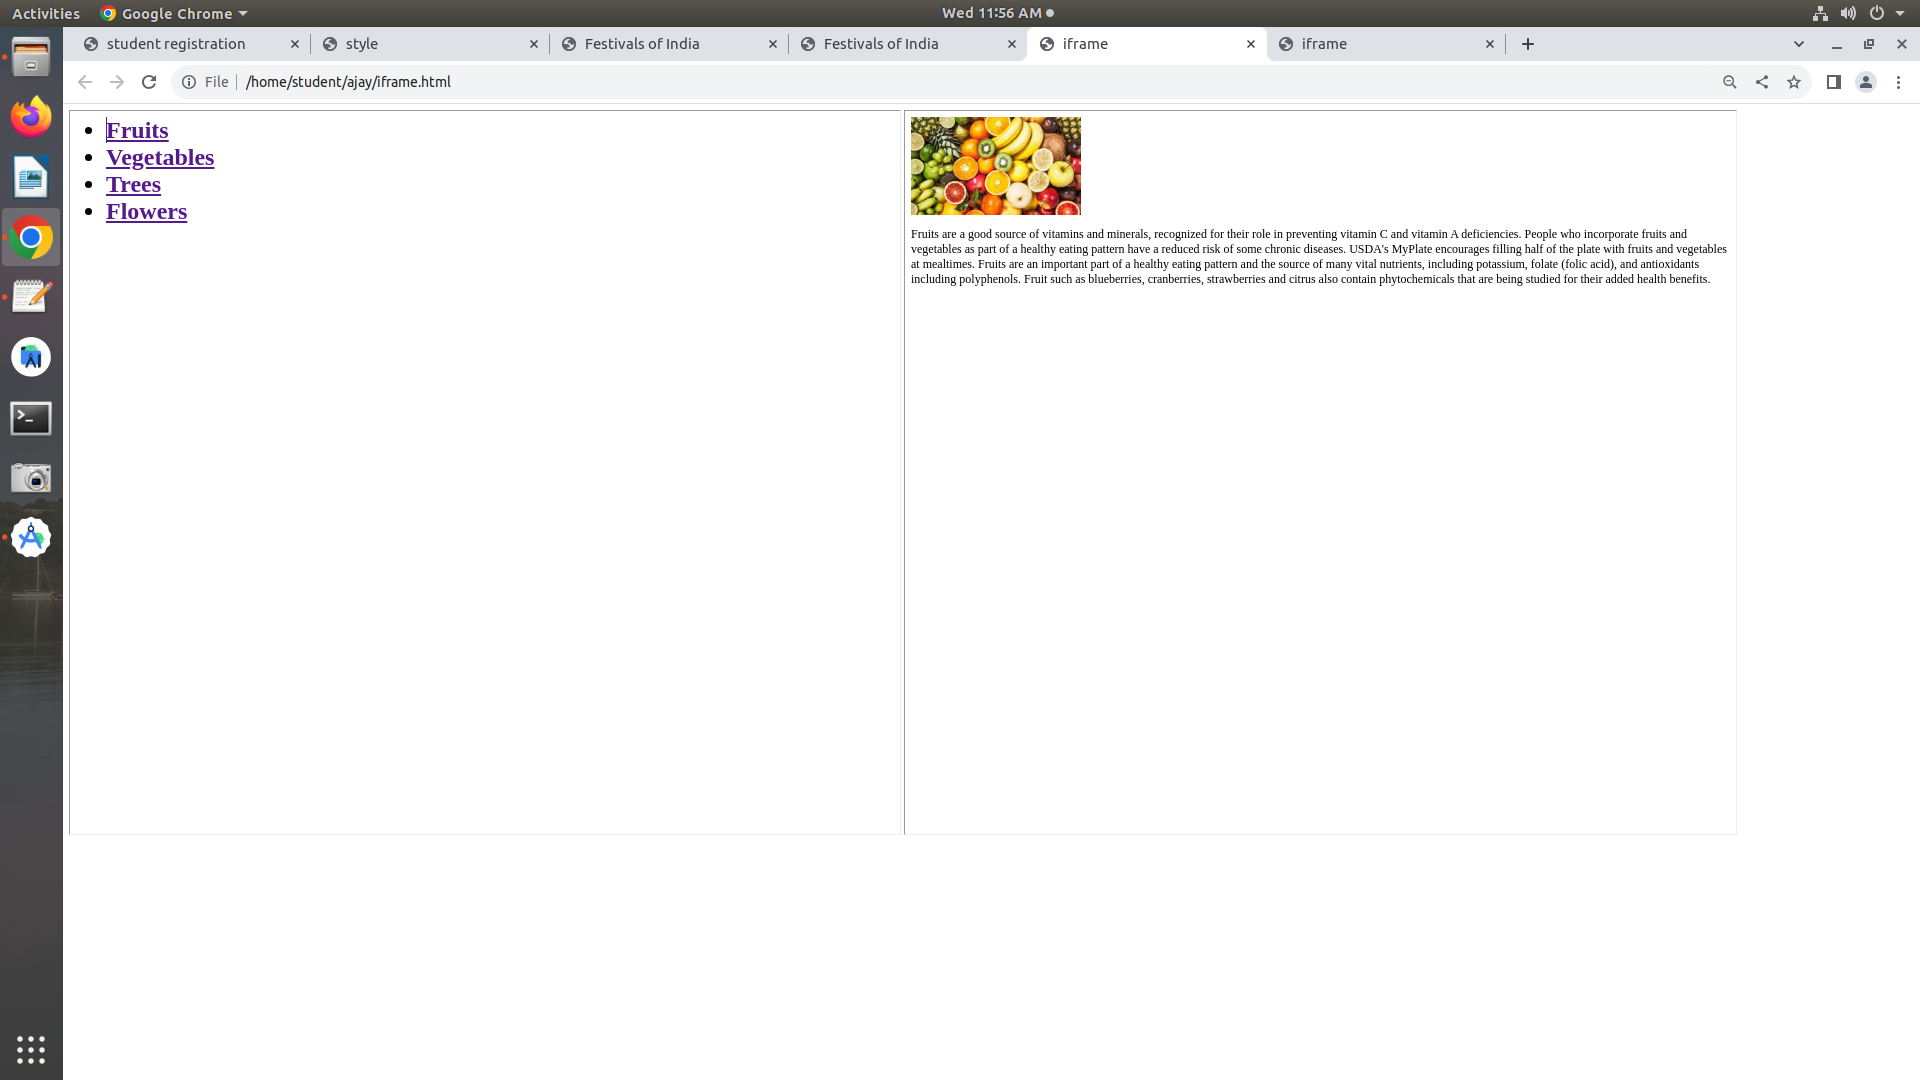 Activities
Google Chrome
Wed 11:56 AM
student registration
style
Festivals of India
Festivals of India
iframe
iframe
File
/home/student/ajay/iframe.html
Fruits
Vegetables
Trees
Flowers
Fruits are a good source of vitamins and minerals, recognized for their role in preventing vitamin C and vitamin A deficiencies. People who incorporate fruits and
vegetables as part of a healthy eating pattern have a reduced risk of some chronic diseases. USDA's MyPlate encourages filling half of the plate with fruits and vegetables
at mealtimes. Fruits are an important part of a healthy eating pattern and the source of many vital nutrients, including potassium, folate (folic acid), and antioxidants
including polyphenols. Fruit such as blueberries, cranberries, strawberries and citrus also contain phytochemicals that are being studied for their added health benefits.